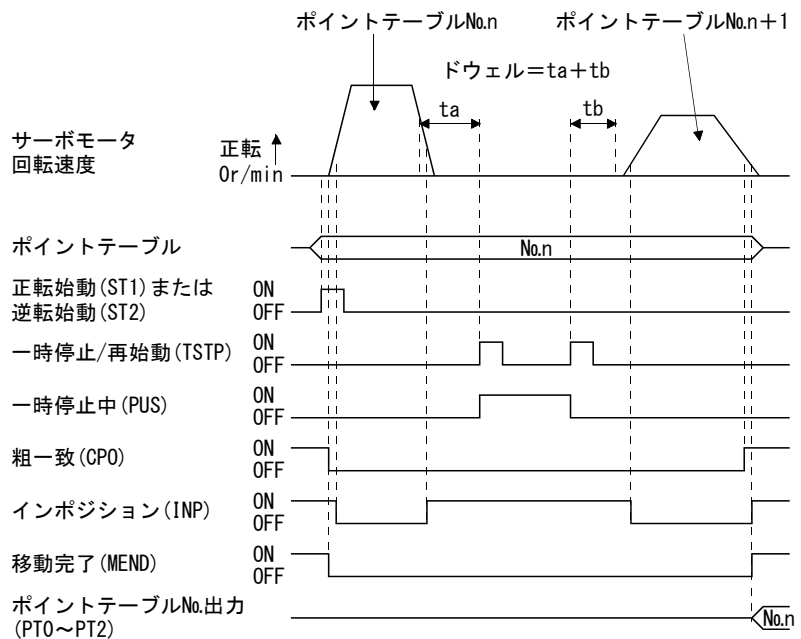 ポイントテーブル№n
ポイントテーブル№n＋1
ドウェル＝ta＋tb
ta
tb
サーボモータ
回転速度
正転
0r/min
ポイントテーブル
№n
正転始動(ST1)または
逆転始動(ST2)
ON
OFF
一時停止/再始動(TSTP)
ON
OFF
一時停止中(PUS)
ON
OFF
粗一致(CPO)
ON
OFF
インポジション(INP)
ON
OFF
移動完了(MEND)
ON
OFF
ポイントテーブル№出力
(PT0～PT2)
№n